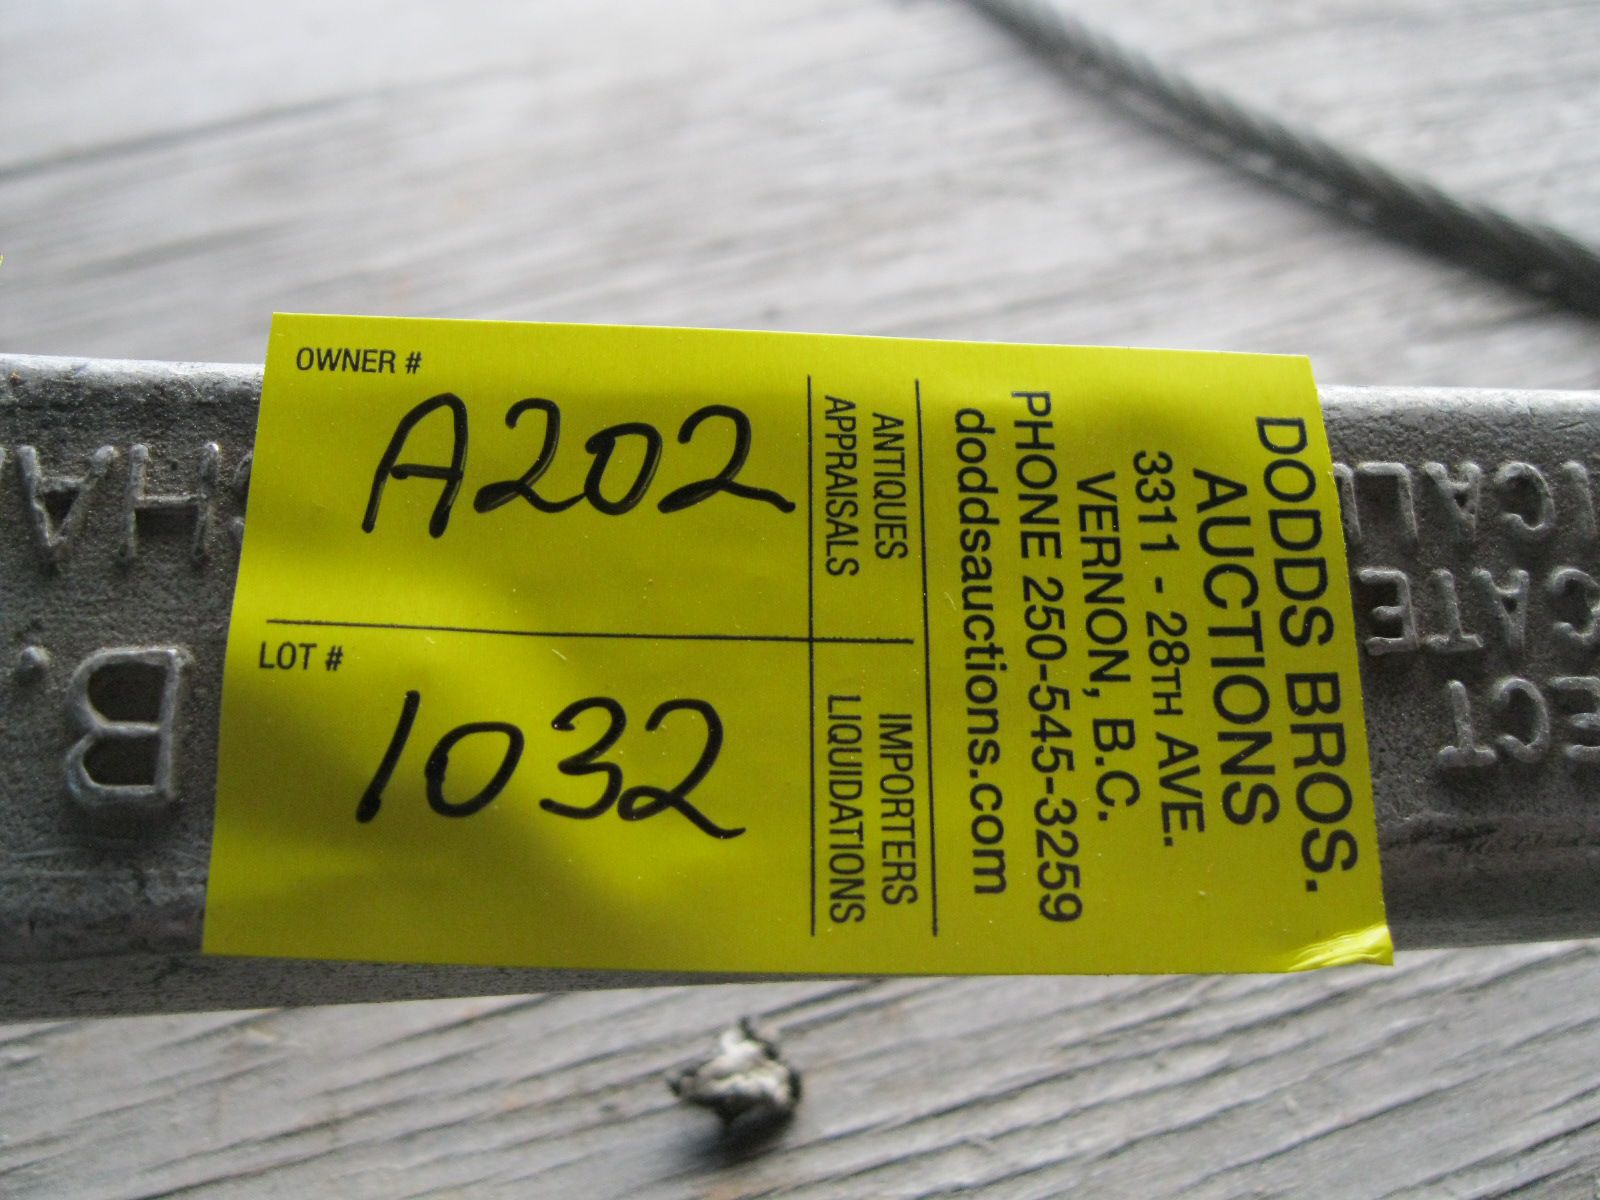 OWNER #
A202
LOT #
1032
DODDS BROS.
AUCTIONS
3311 - 28TH AVE.
VERNON, B.C.
PHONE 250-545-3259
doddsauctions.com
ANTIQUES
APPRAISALS
IMPORTERS
LIQUIDATIONS
B.